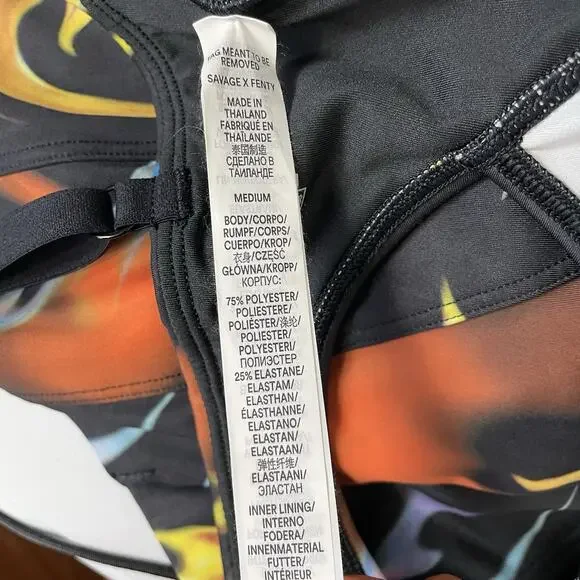 TAG MEANT TO BE
REMOVED
SAVAGE X FENTY
MADE IN
THAILAND
FABRIQUÉ EN
THAÏLANDE
泰国制造
СДЕЛАНО В
ТАИЛАНДЕ
MEDIUM
BODY/CORPO/
RUMPF/CORPS/
CUERPO/KROP/
衣身/CZĘŚĆ
GŁÓWNA/KROPP/
КОРПУС:
75% POLYESTER/
POLIESTERE/
POLIÉSTER/涤纶/
POLIESTER/
POLYESTERI/
ПОЛИЭСТЕР
25% ELASTANE/
ELASTAM/
ELASTHAN/
ÉLASTHANNE/
ELASTANO/
ELASTAN/
ELASTAAN/
弹性纤维/
ELASTAANI/
ЭЛАСТАН
INNER LINING/
INTERNO
FODERA/
INNENMATERIAL
FUTTER/
INTÉRIEUR